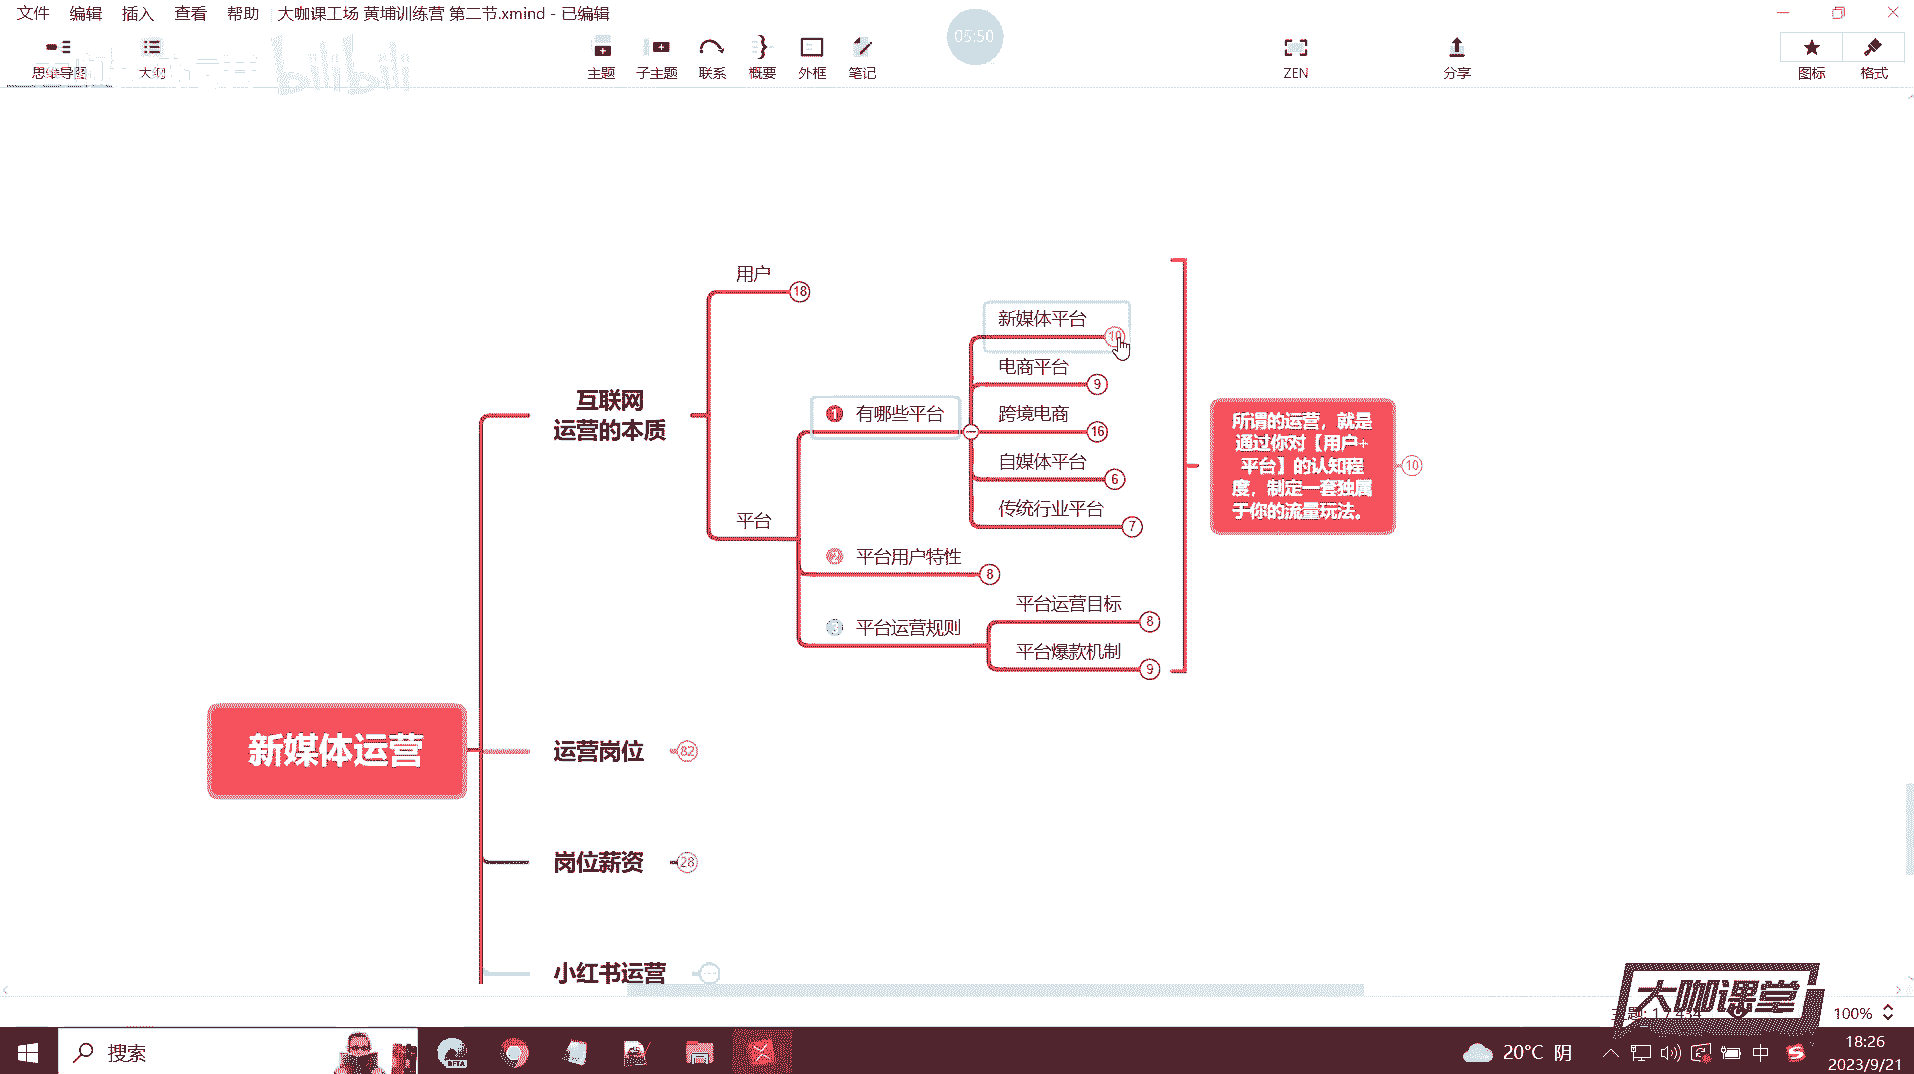 文件 编辑 插入 查看 帮助 大咖课工场 黄埔训练营 第二节.xmind - 已编辑
05:50
思维导图 大纲 主题 子主题 联系 概要 外框 笔记 ZEN 分享 图标 格式
bilibili
用户 18
新媒体平台 10
电商平台 9
互联网
运营的本质
1 有哪些平台
跨境电商 16
自媒体平台 6
传统行业平台 7
平台
2 平台用户特性 8
3 平台运营规则
平台运营目标 8
平台爆款机制 9
所谓的运营，就是
通过你对【用户+
平台】的认知程
度，制定一套独属
于你的流量玩法。
10
新媒体运营
运营岗位 82
岗位薪资 28
小红书运营
大咖课堂
100%
搜索
BETA
20°C 阴
中
18:26
2023/9/21